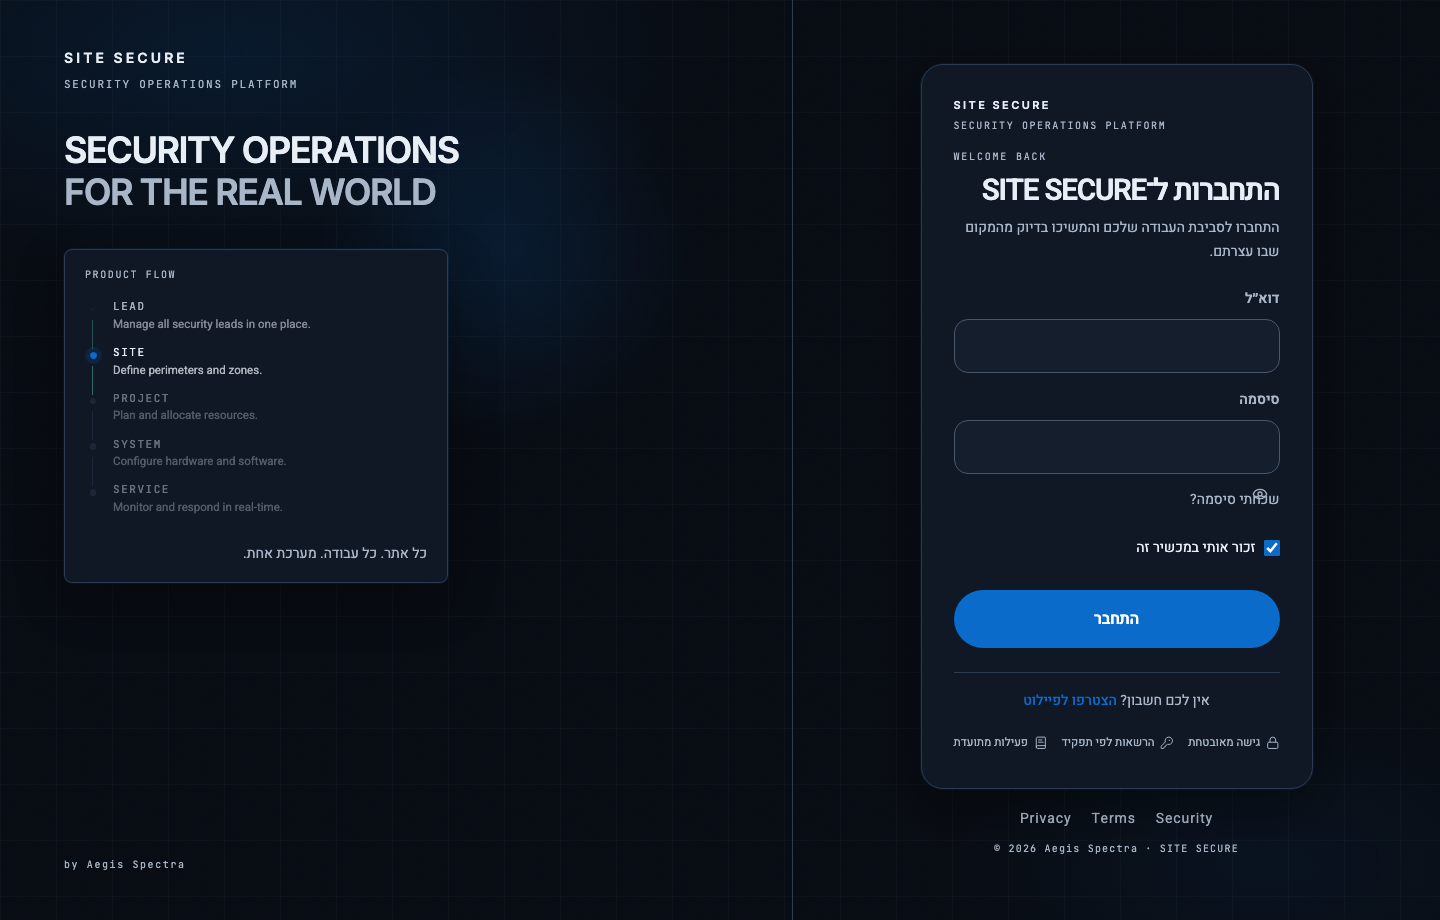 SITE SECURE
SECURITY OPERATIONS PLATFORM
SECURITY OPERATIONS
FOR THE REAL WORLD
PRODUCT FLOW
LEAD
Manage all security leads in one place.
SITE
Define perimeters and zones.
PROJECT
Plan and allocate resources.
SYSTEM
Configure hardware and software.
SERVICE
Monitor and respond in real-time.
כל אתר. כל עבודה. מערכת אחת.
by Aegis Spectra
SITE SECURE
SECURITY OPERATIONS PLATFORM
WELCOME BACK
התחברות ל־SITE SECURE
התחברו לסביבת העבודה שלכם והמשיכו בדיוק מהמקום
שבו עצרתם.
דוא״ל
סיסמה
שכחתי סיסמה?
זכור אותי במכשיר זה
התחבר
אין לכם חשבון? הצטרפו לפיילוט
גישה מאובטחת הרשאות לפי תפקיד פעילות מתועדת
Privacy Terms Security
© 2026 Aegis Spectra · SITE SECURE